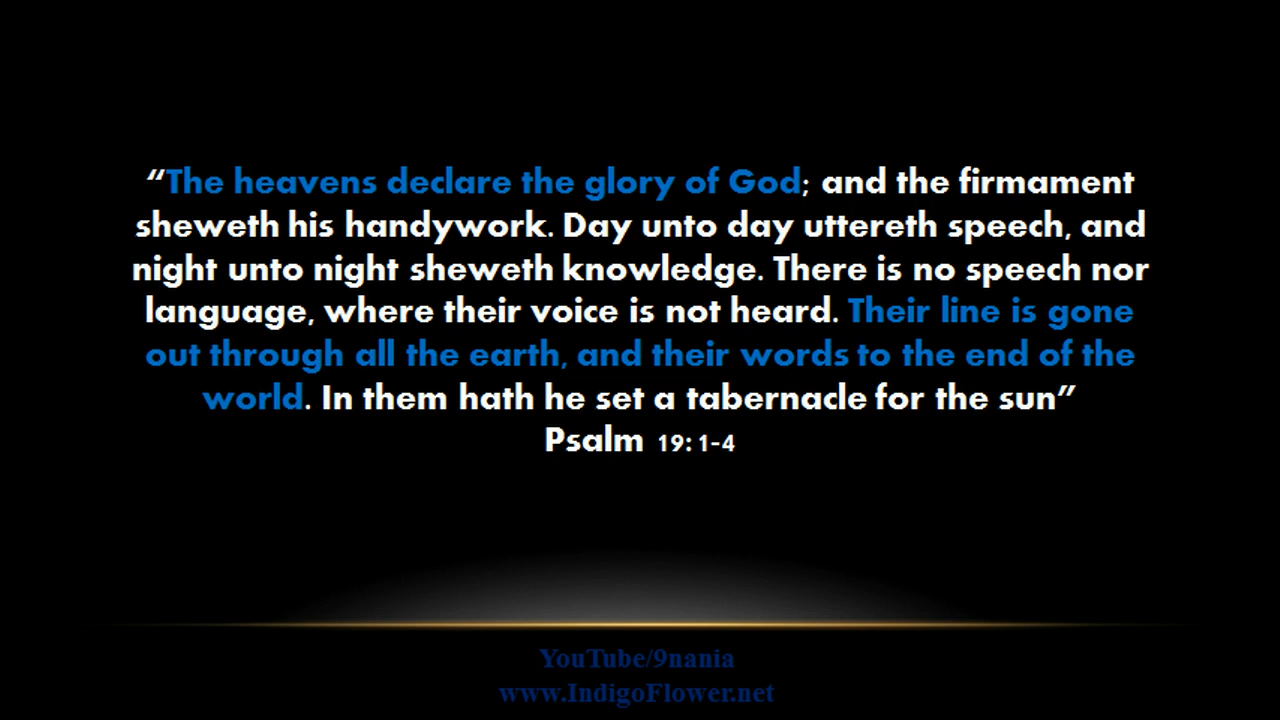 “The heavens declare the glory of God; and the firmament
sheweth his handywork. Day unto day uttereth speech, and
night unto night sheweth knowledge. There is no speech nor
language, where their voice is not heard. Their line is gone
out through all the earth, and their words to the end of the
world. In them hath he set a tabernacle for the sun”
Psalm 19:1-4
YouTube/9nania
www.IndigoFlower.net